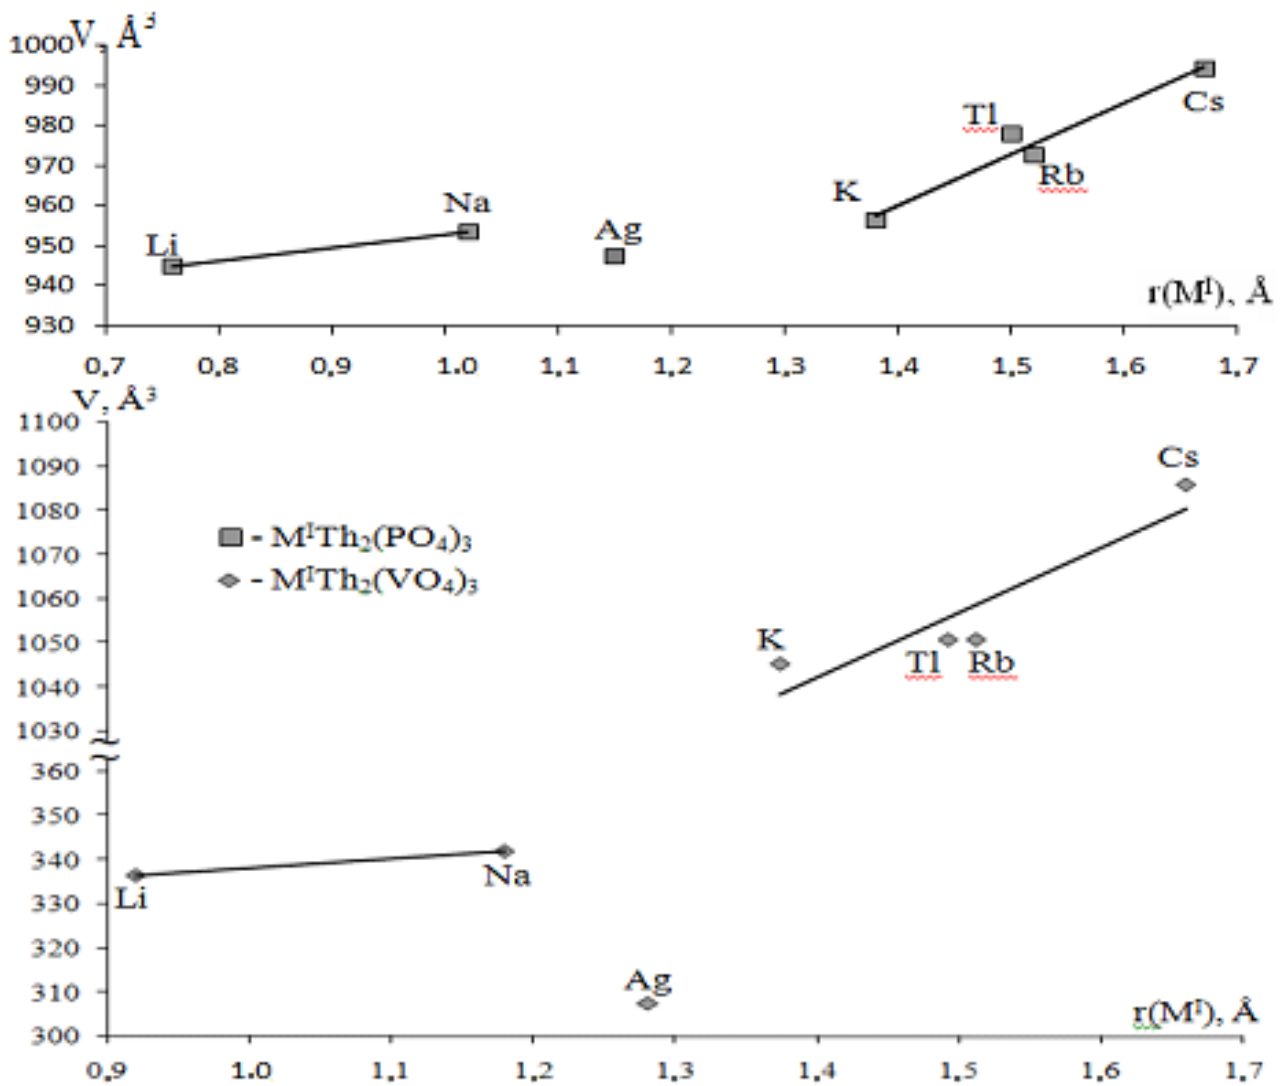 V, Å³
1000
990
980
970
960
950
940
930
Li
Na
Ag
K
Tl
Rb
Cs
r(Mᴵ), Å
0.7 0.8 0.9 1.0 1.1 1.2 1.3 1.4 1.5 1.6 1.7
V, Å³
1100
1090
1080
1070
1060
1050
1040
1030
360
350
340
330
320
310
300
- MᴵTh₂(PO₄)₃
- MᴵTh₂(VO₄)₃
K
Tl
Rb
Cs
Li
Na
Ag
r(Mᴵ), Å
0.9 1.0 1.1 1.2 1.3 1.4 1.5 1.6 1.7